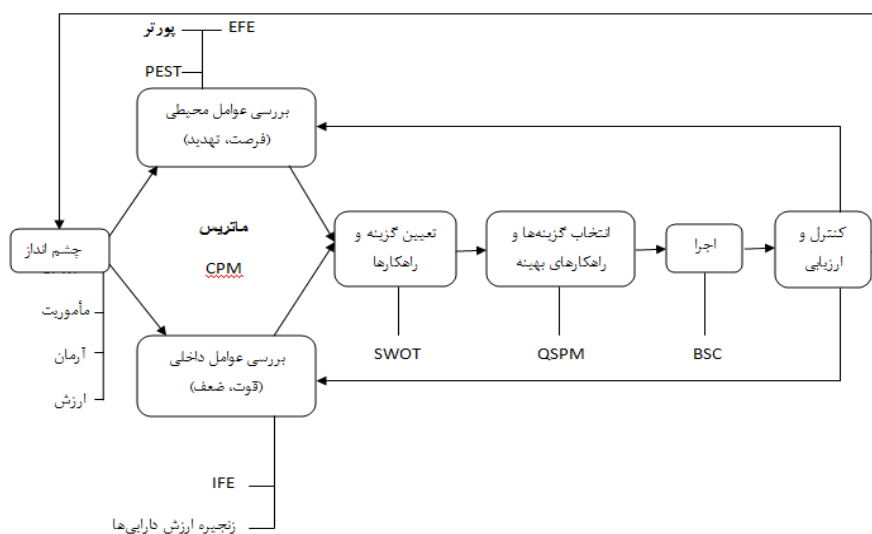 پورتر
EFE
PEST
بررسی عوامل محیطی
(فرصت، تهدید)
چشم انداز
مأموریت
آرمان
ارزش
ماتریس
CPM
بررسی عوامل داخلی
(قوت، ضعف)
IFE
زنجیره ارزش دارایی‌ها
تعیین گزینه و
راهکارها
SWOT
انتخاب گزینه‌ها و
راهکارهای بهینه
QSPM
اجرا
BSC
کنترل و
ارزیابی